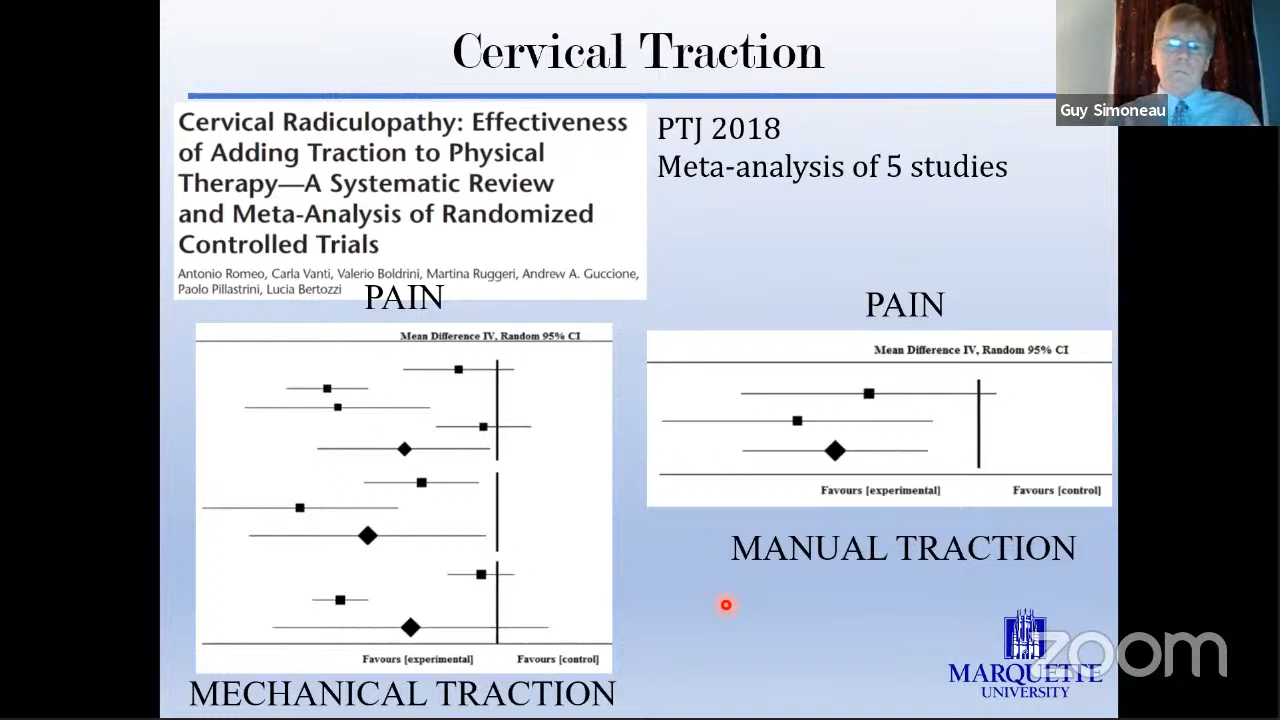 Cervical Traction
Guy Simoneau
Cervical Radiculopathy: Effectiveness
of Adding Traction to Physical
Therapy—A Systematic Review
and Meta-Analysis of Randomized
Controlled Trials
Antonio Romeo, Carla Vanti, Valerio Boldrini, Martina Ruggeri, Andrew A. Guccione,
Paolo Pillastrini, Lucia Bertozzi
PTJ 2018
Meta-analysis of 5 studies
PAIN
Mean Difference IV, Random 95% CI
Favours [experimental]
Favours [control]
MECHANICAL TRACTION
PAIN
Mean Difference IV, Random 95% CI
Favours [experimental]
Favours [control]
MANUAL TRACTION
MARQUETTE
UNIVERSITY
zoom